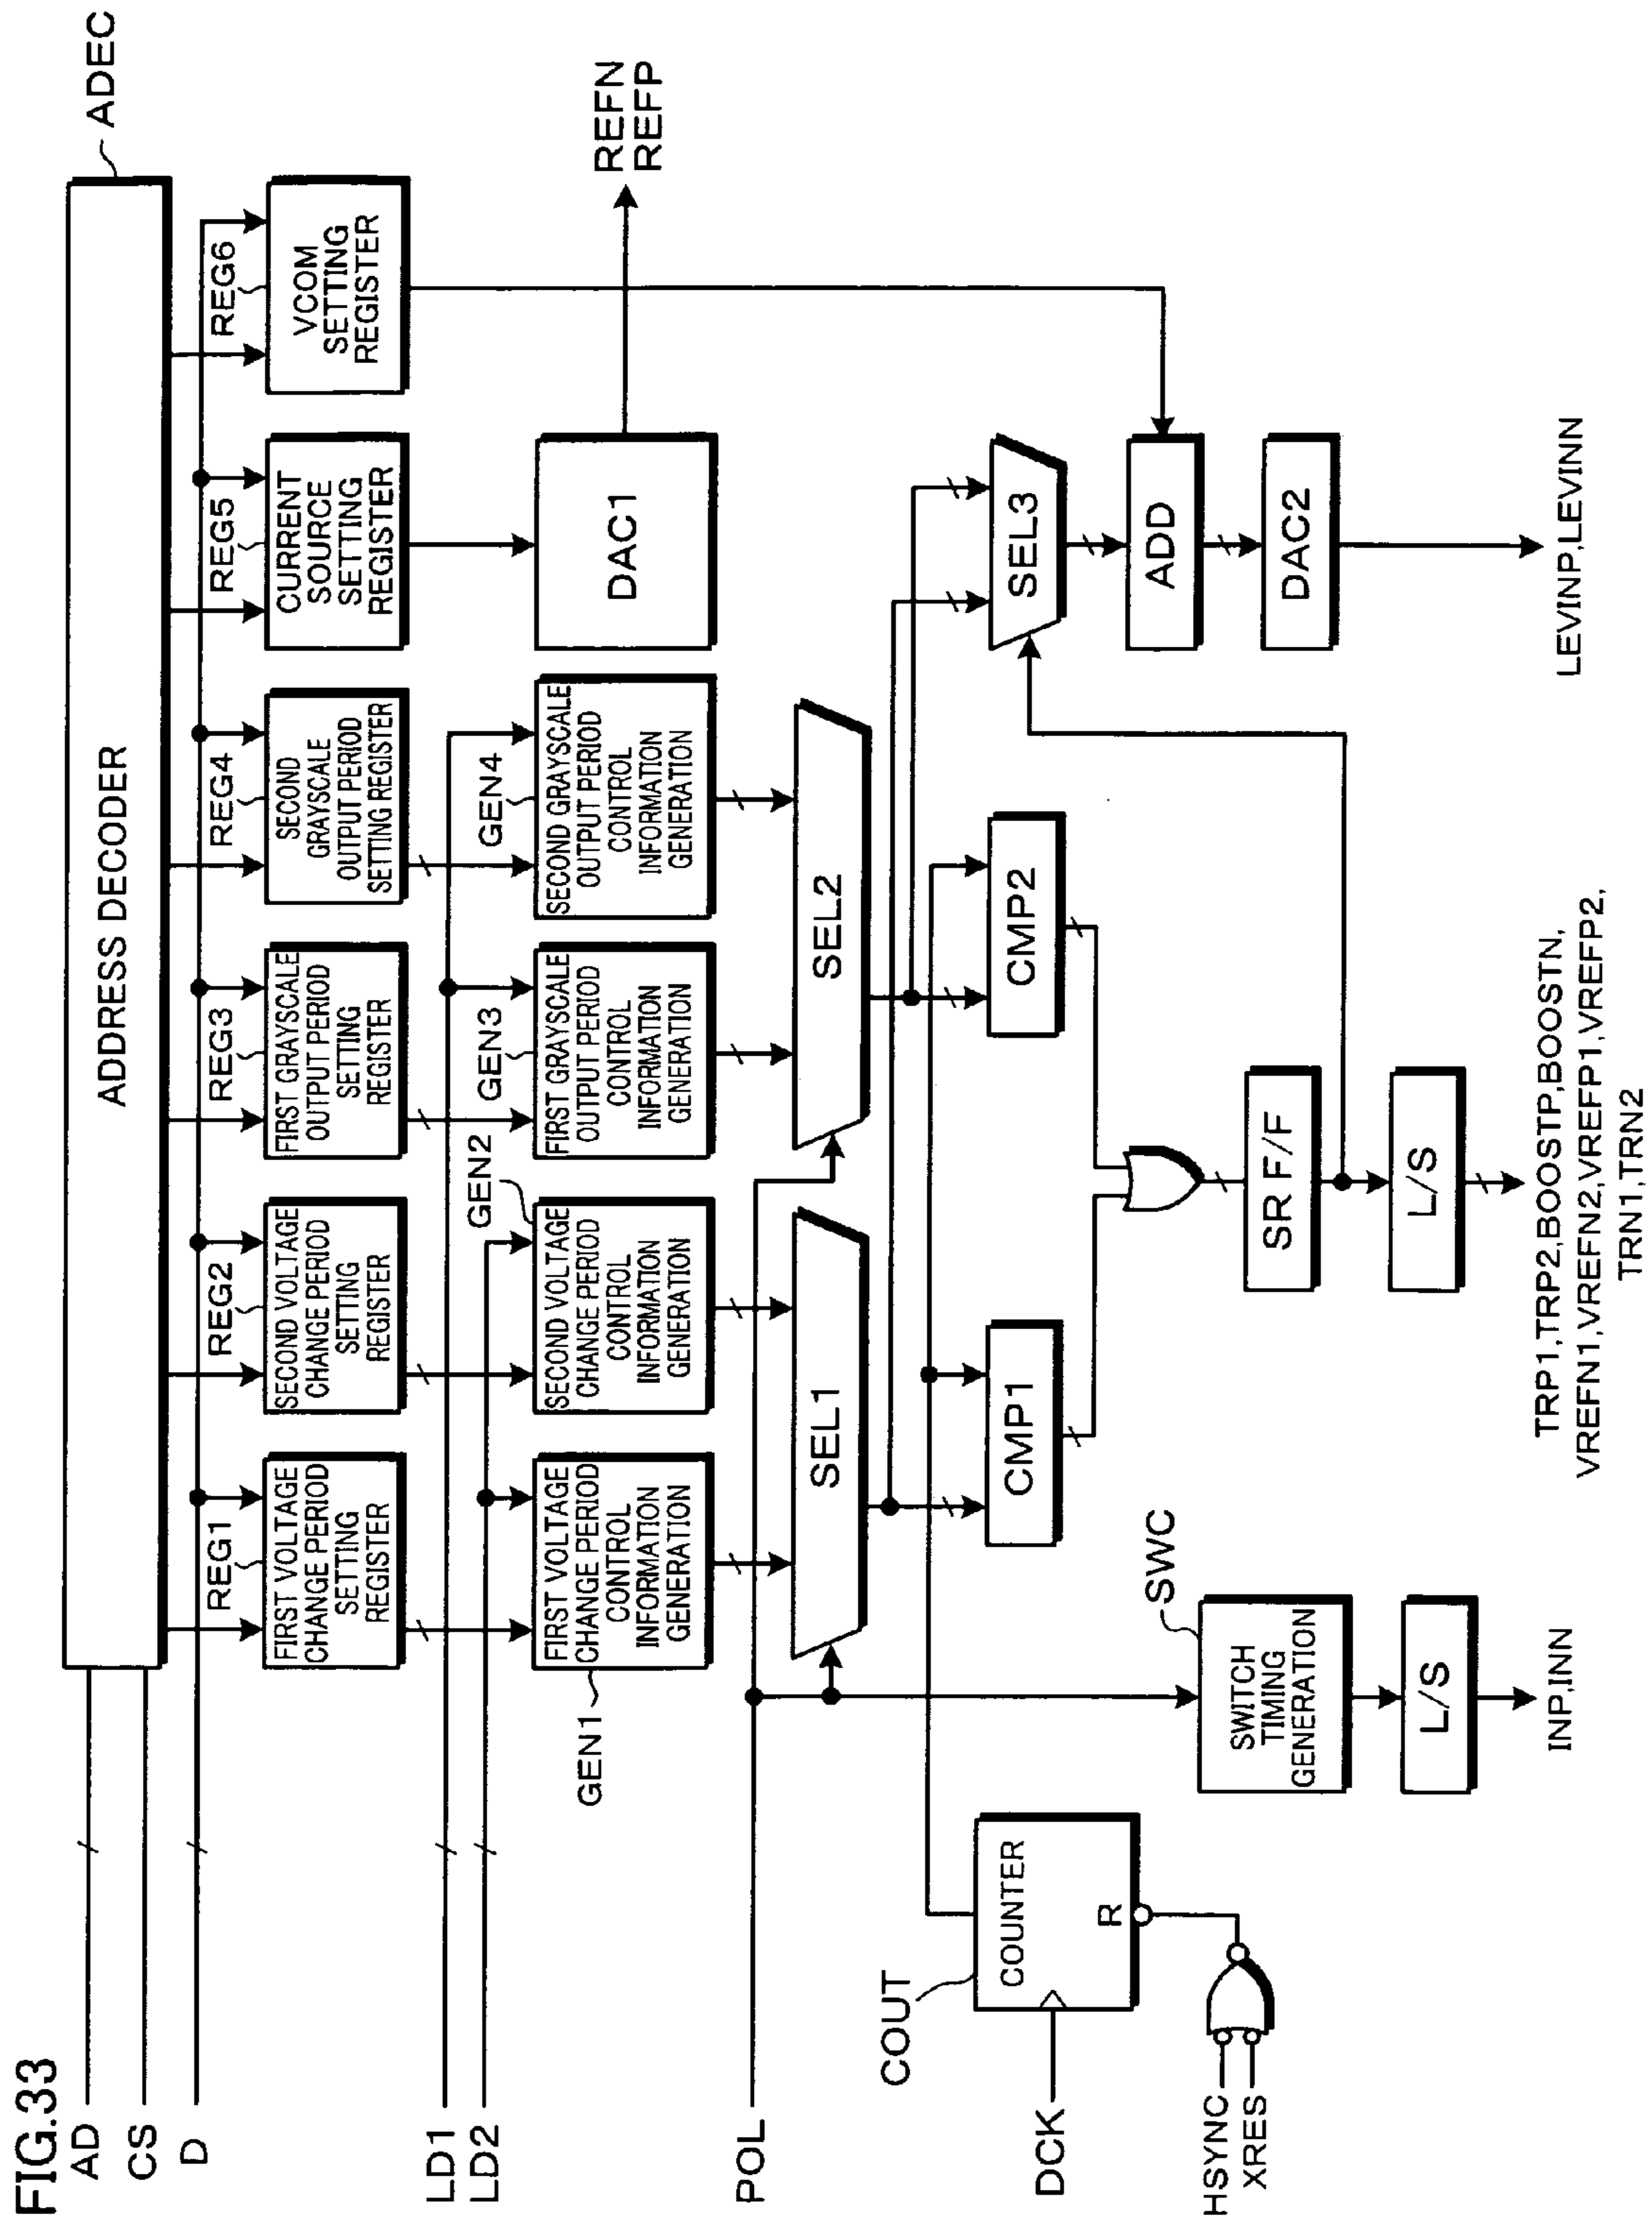 FIG.33
AD
CS
D
ADDRESS DECODER
ADEC
REG1
FIRST VOLTAGE
CHANGE PERIOD
SETTING
REGISTER
REG2
SECOND VOLTAGE
CHANGE PERIOD
SETTING
REGISTER
REG3
FIRST GRAYSCALE
OUTPUT PERIOD
SETTING
REGISTER
REG4
SECOND
GRAYSCALE
OUTPUT PERIOD
SETTING REGISTER
REG5
CURRENT
SOURCE
SETTING
REGISTER
REG6
VCOM
SETTING
REGISTER
LD1
LD2
GEN1
FIRST VOLTAGE
CHANGE PERIOD
CONTROL
INFORMATION
GENERATION
GEN2
SECOND VOLTAGE
CHANGE PERIOD
CONTROL
INFORMATION
GENERATION
GEN3
FIRST GRAYSCALE
OUTPUT PERIOD
CONTROL
INFORMATION
GENERATION
GEN4
SECOND GRAYSCALE
OUTPUT PERIOD
CONTROL
INFORMATION
GENERATION
DAC1
REFN
REFP
POL
SEL1
SEL2
COUT
COUNTER
R
DCK
HSYNC
XRES
CMP1
CMP2
SEL3
ADD
DAC2
LEVINP,LEVINN
SWC
SWITCH
TIMING
GENERATION
L/S
INP,INN
SR F/F
L/S
TRP1,TRP2,BOOSTP,BOOSTN,
VREFN1,VREFN2,VREFP1,VREFP2,
TRN1,TRN2